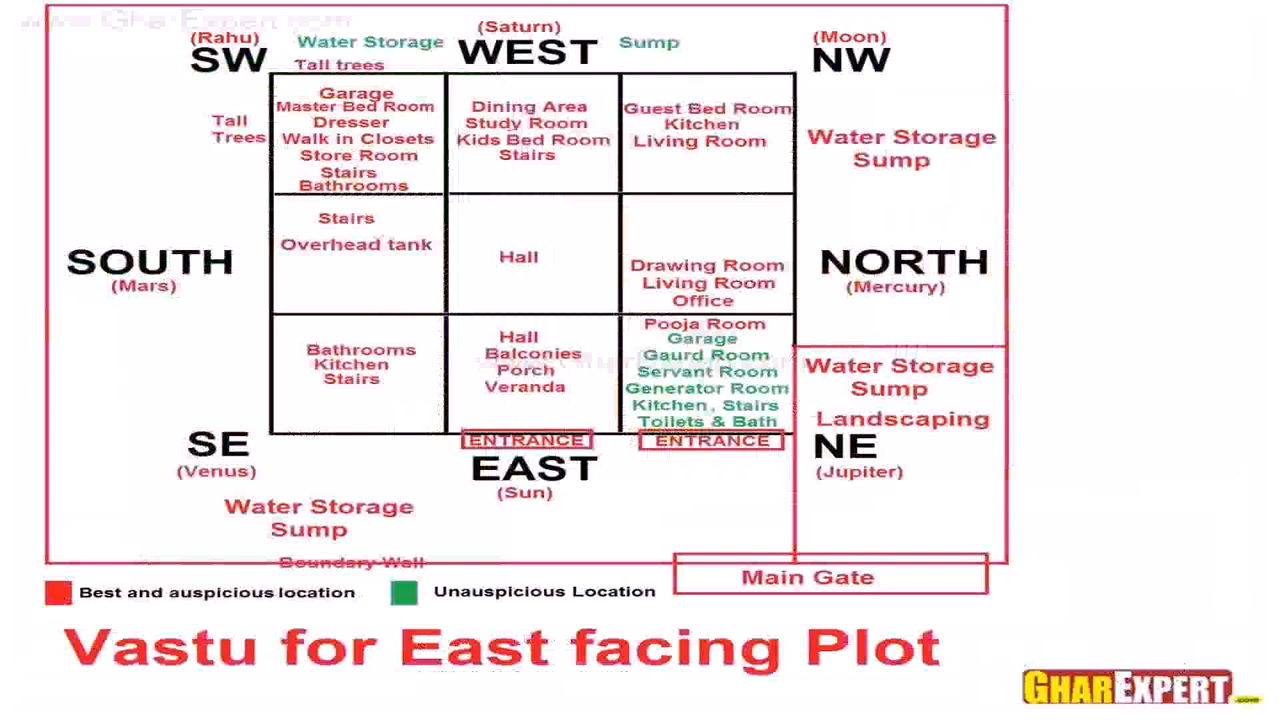 www.GharExpert.com
(Rahu)
SW
Water Storage
Tall trees
(Saturn)
WEST
Sump
(Moon)
NW
Tall
Trees
Garage
Master Bed Room
Dresser
Walk in Closets
Store Room
Stairs
Bathrooms
Dining Area
Study Room
Kids Bed Room
Stairs
Guest Bed Room
Kitchen
Living Room
Water Storage
Sump
SOUTH
(Mars)
Stairs
Overhead tank
Hall
Drawing Room
Living Room
Office
NORTH
(Mercury)
Bathrooms
Kitchen
Stairs
Hall
Balconies
Porch
Veranda
Pooja Room
Garage
Gaurd Room
Servant Room
Generator Room
Kitchen, Stairs
Toilets & Bath
Water Storage
Sump
Landscaping
SE
(Venus)
ENTRANCE
EAST
(Sun)
ENTRANCE
NE
(Jupiter)
Water Storage
Sump
Boundary Wall
Main Gate
Best and auspicious location
Unauspicious Location
Vastu for East facing Plot
GHAREXPERT.com